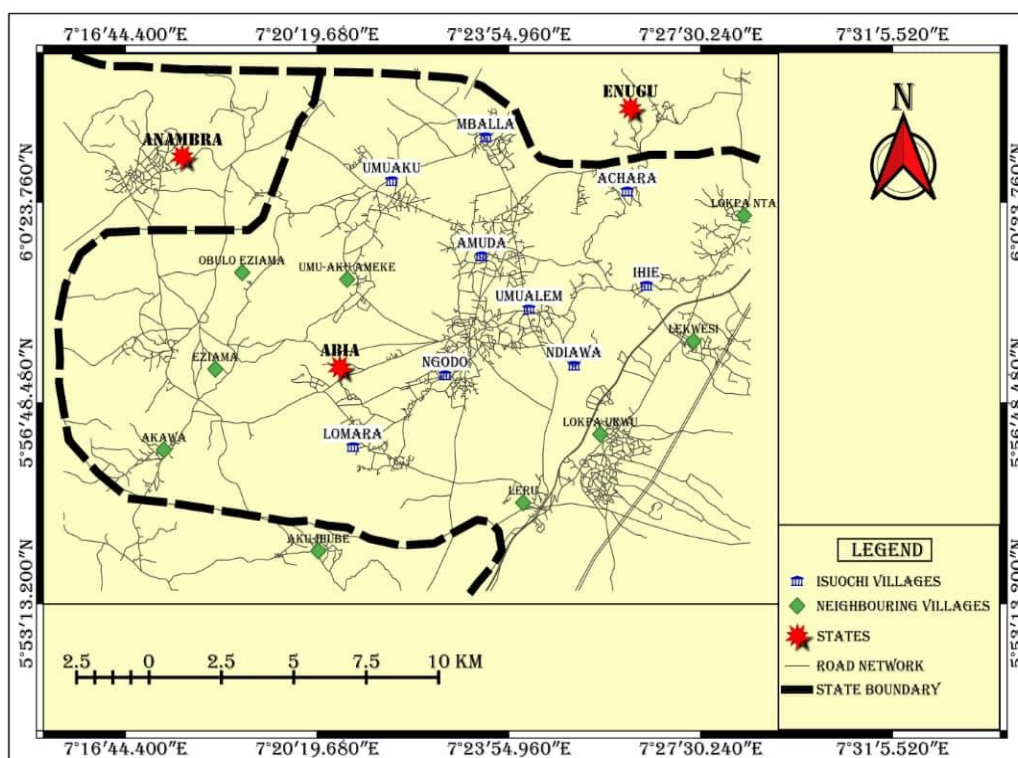 7°16′44.400″E 7°20′19.680″E 7°23′54.960″E 7°27′30.240″E 7°31′5.520″E
ENUGU
N
MBALLA
ANAMBRA
UMUAKU
ACHARA
6°0′23.760″N
6°0′23.760″N
LOKPA NTA
AMUDA
OBULO EZIAMA
UMU-AKU AMEKE
IHIE
UMUALEM
LEKWESI
ABIA
NDIAWA
EZIAMA
NGODO
5°56′48.480″N
5°56′48.480″N
LOKPA-UKWU
LOMARA
AKAWA
LERU
AKU-IHUBE
LEGEND
ISUOCHI VILLAGES
NEIGHBOURING VILLAGES
STATES
ROAD NETWORK
STATE BOUNDARY
5°53′13.200″N
5°53′13.200″N
2.5 0 2.5 5 7.5 10 KM
7°16′44.400″E 7°20′19.680″E 7°23′54.960″E 7°27′30.240″E 7°31′5.520″E